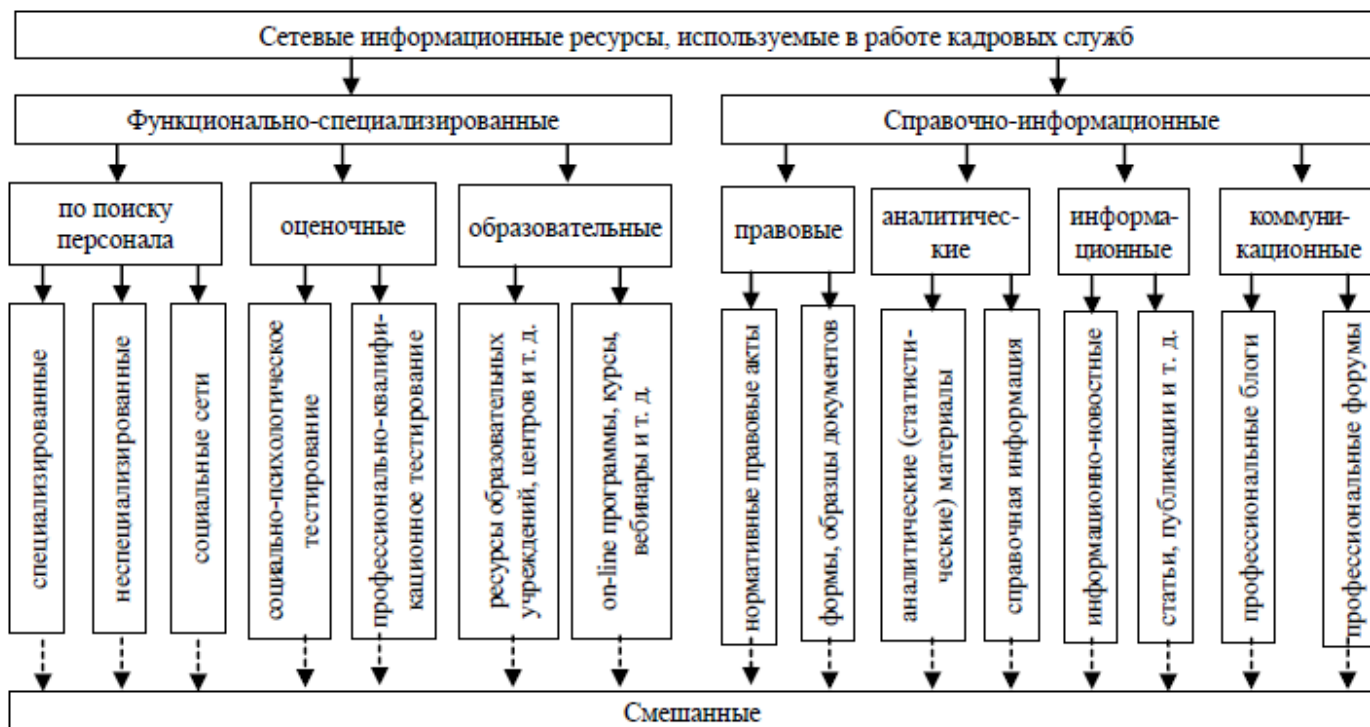 Сетевые информационные ресурсы, используемые в работе кадровых служб
Функционально-специализированные
Справочно-информационные
по поиску
персонала
оценочные
образовательные
правовые
аналитичес-
кие
информа-
ционные
коммуни-
кационные
специализированные
неспециализированные
социальные сети
социально-психологическое
тестирование
профессионально-квалифи-
кационное тестирование
ресурсы образовательных
учреждений, центров и т. д.
on-line программы, курсы,
вебинары и т. д.
нормативные правовые акты
формы, образцы документов
аналитические (статисти-
ческие) материалы
справочная информация
информационно-новостные
статьи, публикации и т. д.
профессиональные блоги
профессиональные форумы
Смешанные